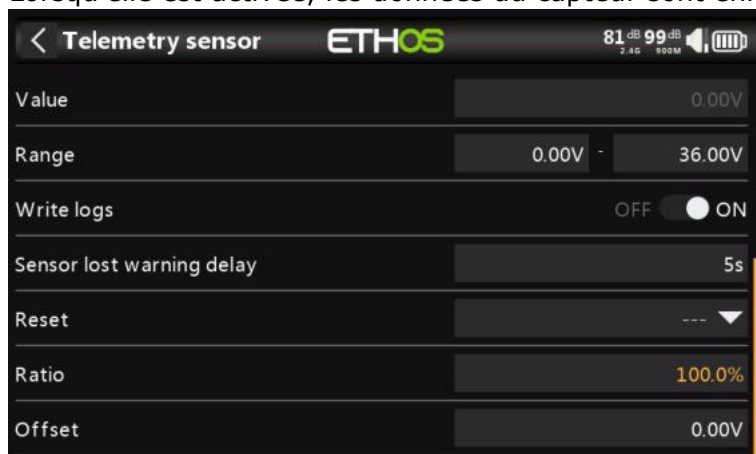 Lorsqu'elle est activée, les données du capteur sont
< Telemetry sensor ETHOS 81dB 2.4G 99dB 900M
Value 0.00V
Range 0.00V - 36.00V
Write logs OFF ON
Sensor lost warning delay 5s
Reset ---
Ratio 100.0%
Offset 0.00V